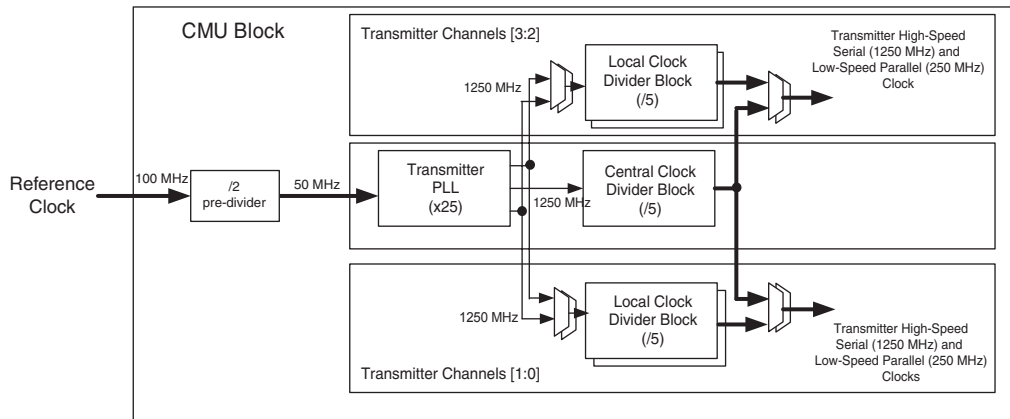 CMU Block
Transmitter Channels [3:2]
1250 MHz
Local Clock
Divider Block
(/5)
Transmitter High-Speed
Serial (1250 MHz) and
Low-Speed Parallel (250 MHz)
Clock
Reference
Clock
100 MHz
/2
pre-divider
50 MHz
Transmitter
PLL
(x25)
1250 MHz
Central Clock
Divider Block
(/5)
1250 MHz
Local Clock
Divider Block
(/5)
Transmitter High-Speed
Serial (1250 MHz) and
Low-Speed Parallel (250 MHz)
Clocks
Transmitter Channels [1:0]